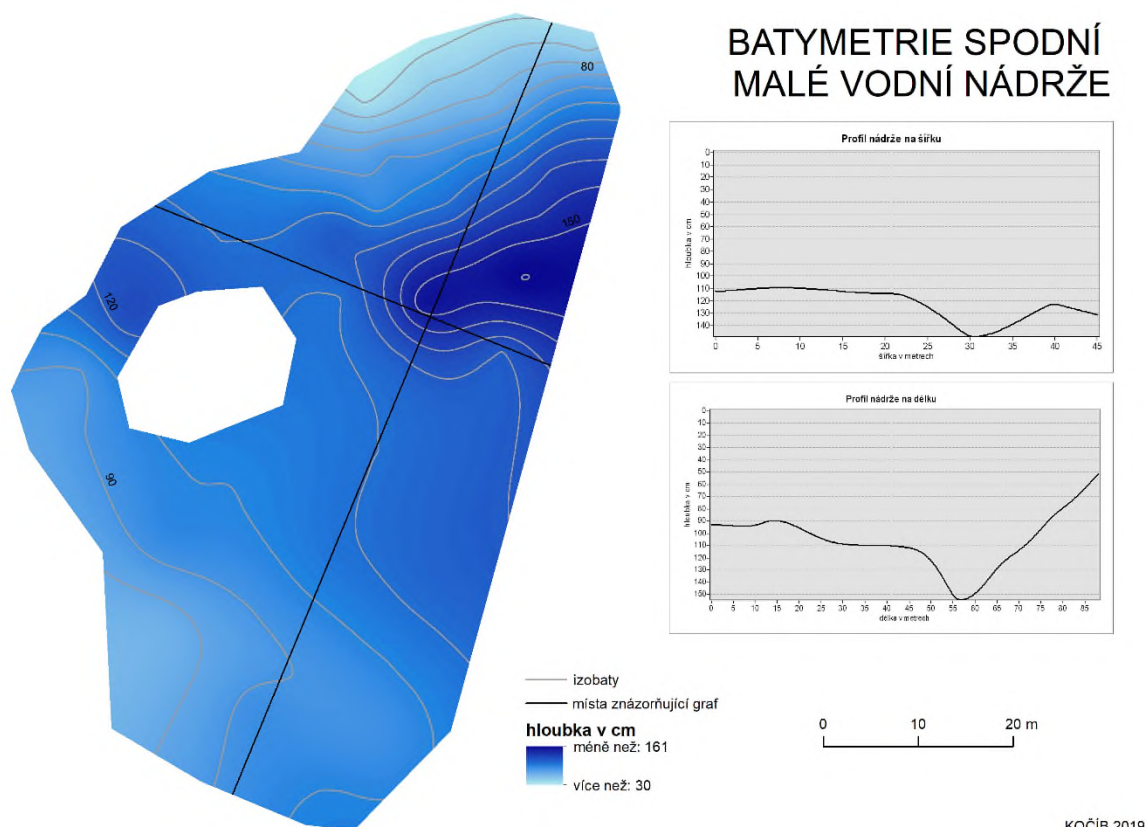 BATYMETRIE SPODNÍ
MALÉ VODNÍ NÁDRŽE
80
160
0
120
90
Profil nádrže na šířku
hloubka v cm
0
10
20
30
40
50
60
70
80
90
100
110
120
130
140
0 5 10 15 20 25 30 35 40 45
šířka v metrech
Profil nádrže na délku
hloubka v cm
0
10
20
30
40
50
60
70
80
90
100
110
120
130
140
150
0 5 10 15 20 25 30 35 40 45 50 55 60 65 70 75 80 85
délka v metrech
izobaty
místa znázorňující graf
hloubka v cm
méně než: 161
více než: 30
0 10 20 m
KOČÍB 2019